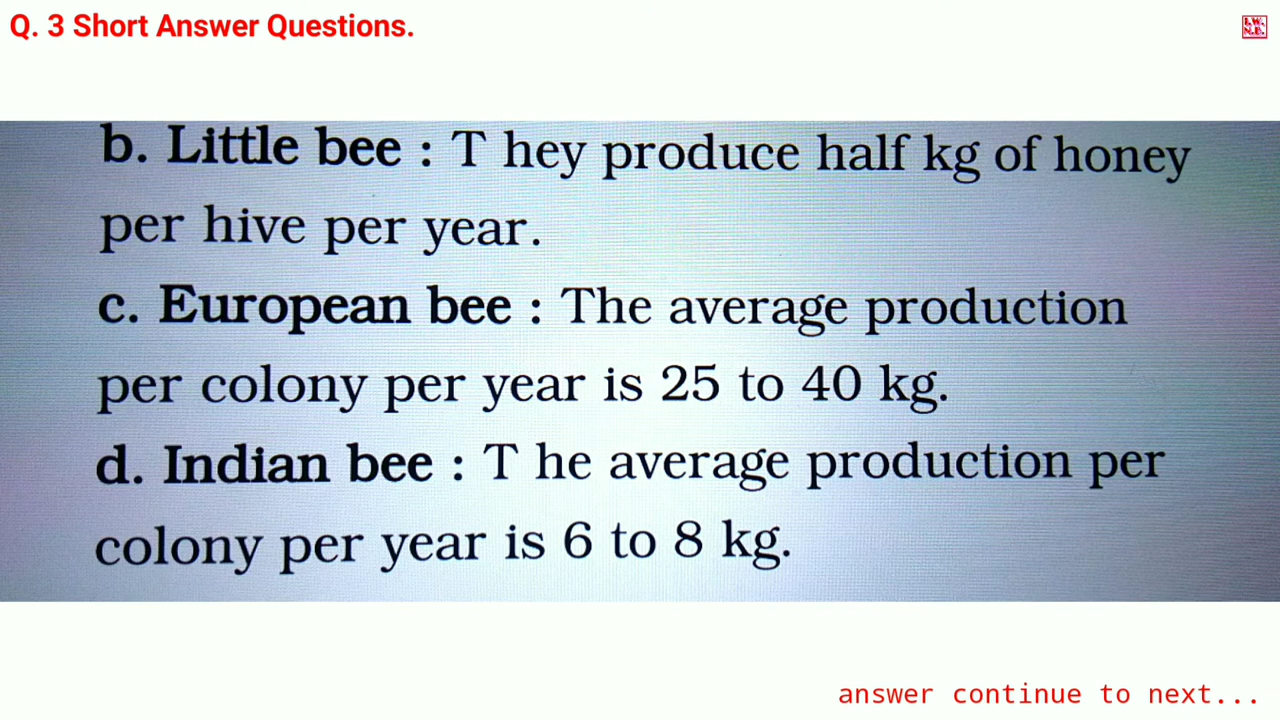 Q. 3 Short Answer Questions.
I.W.
N.B.
b. Little bee : T hey produce half kg of honey
per hive per year.
c. European bee : The average production
per colony per year is 25 to 40 kg.
d. Indian bee : T he average production per
colony per year is 6 to 8 kg.
answer continue to next...